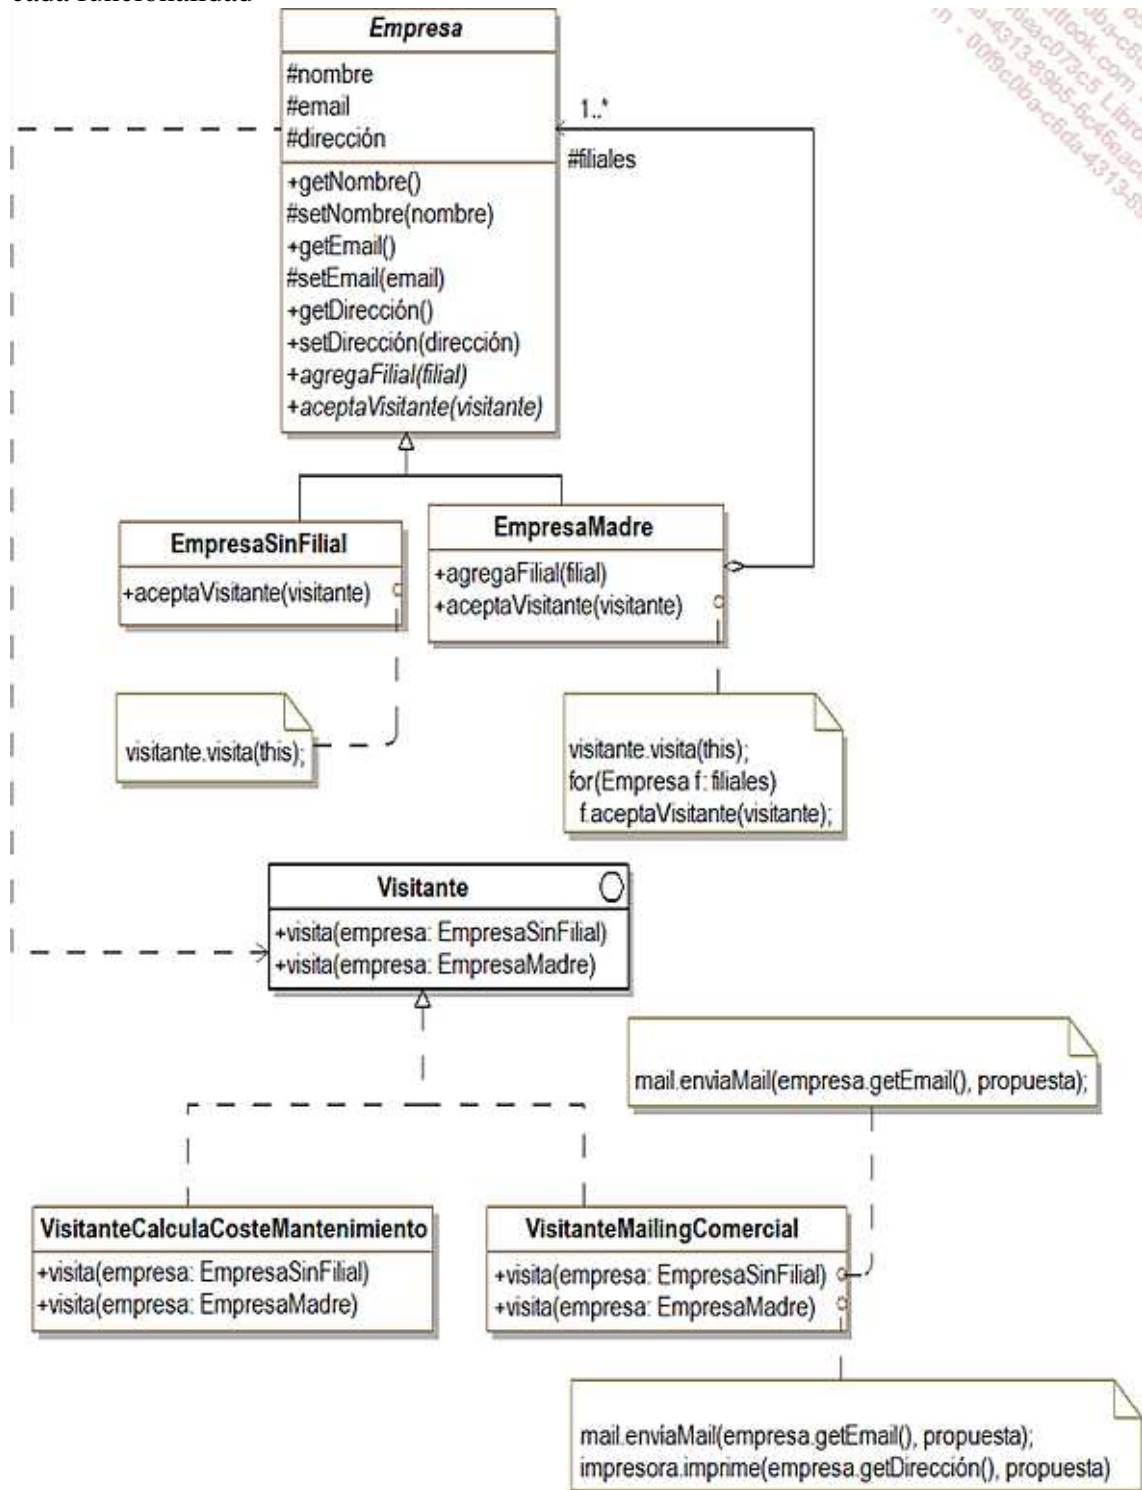 cada funcionalidad
Empresa
#nombre
#email
#dirección
1..*
#filiales
+getNombre()
#setNombre(nombre)
+getEmail()
#setEmail(email)
+getDirección()
+setDirección(dirección)
+agregaFilial(filial)
+aceptaVisitante(visitante)
EmpresaSinFilial
+aceptaVisitante(visitante)
EmpresaMadre
+agregaFilial(filial)
+aceptaVisitante(visitante)
visitante.visita(this);
visitante.visita(this);
for(Empresa f: filiales)
f.aceptaVisitante(visitante);
Visitante
+visita(empresa: EmpresaSinFilial)
+visita(empresa: EmpresaMadre)
mail.envíaMail(empresa.getEmail(), propuesta);
VisitanteCalculaCosteMantenimiento
+visita(empresa: EmpresaSinFilial)
+visita(empresa: EmpresaMadre)
VisitanteMailingComercial
+visita(empresa: EmpresaSinFilial)
+visita(empresa: EmpresaMadre)
mail.envíaMail(empresa.getEmail(), propuesta);
impresora.imprime(empresa.getDirección(), propuesta)